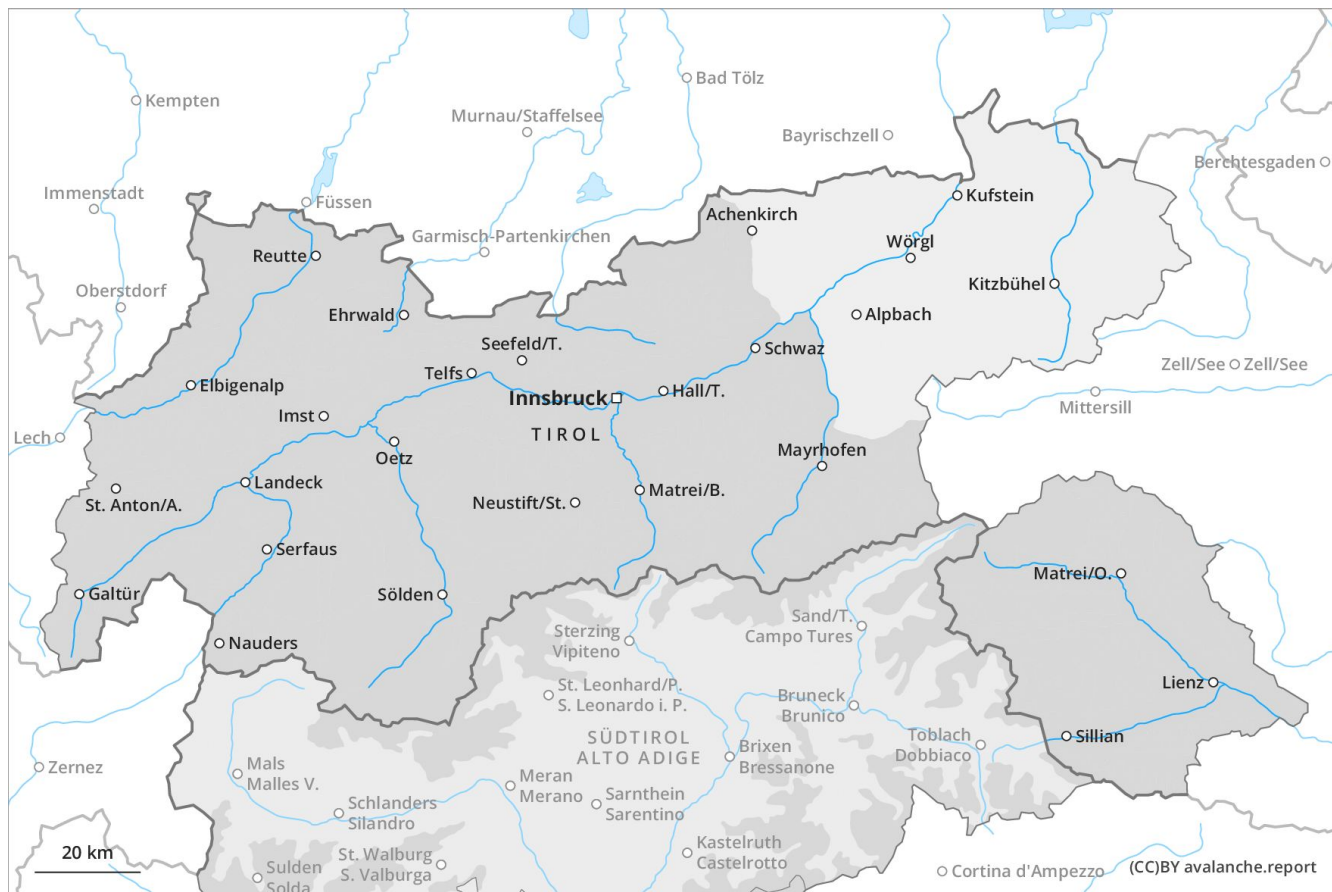 Bad Tölz
Kempten
Murnau/Staffelsee
Bayrischzell
Berchtesgaden
Immenstadt
Füssen
Kufstein
Achenkirch
Garmisch-Partenkirchen
Wörgl
Reutte
Kitzbühel
Oberstdorf
Ehrwald
Alpbach
Seefeld/T.
Schwaz
Zell/See
Zell/See
Telfs
Elbigenalp
Hall/T.
Innsbruck
Mittersill
Imst
Lech
TIROL
Oetz
Mayrhofen
Landeck
Matrei/B.
St. Anton/A.
Neustift/St.
Serfaus
Matrei/O.
Galtür
Sölden
Sand/T.
Campo Tures
Sterzing
Vipiteno
Nauders
Lienz
St. Leonhard/P.
S. Leonardo i. P.
Bruneck
Brunico
SÜDTIROL
ALTO ADIGE
Toblach
Dobbiaco
Sillian
Brixen
Bressanone
Zernez
Mals
Malles V.
Meran
Merano
Sarnthein
Sarentino
Schlanders
Silandro
Kastelruth
Castelrotto
20 km
St. Walburg
S. Valburga
Sulden
Solda
Cortina d'Ampezzo
(CC)BY avalanche.report